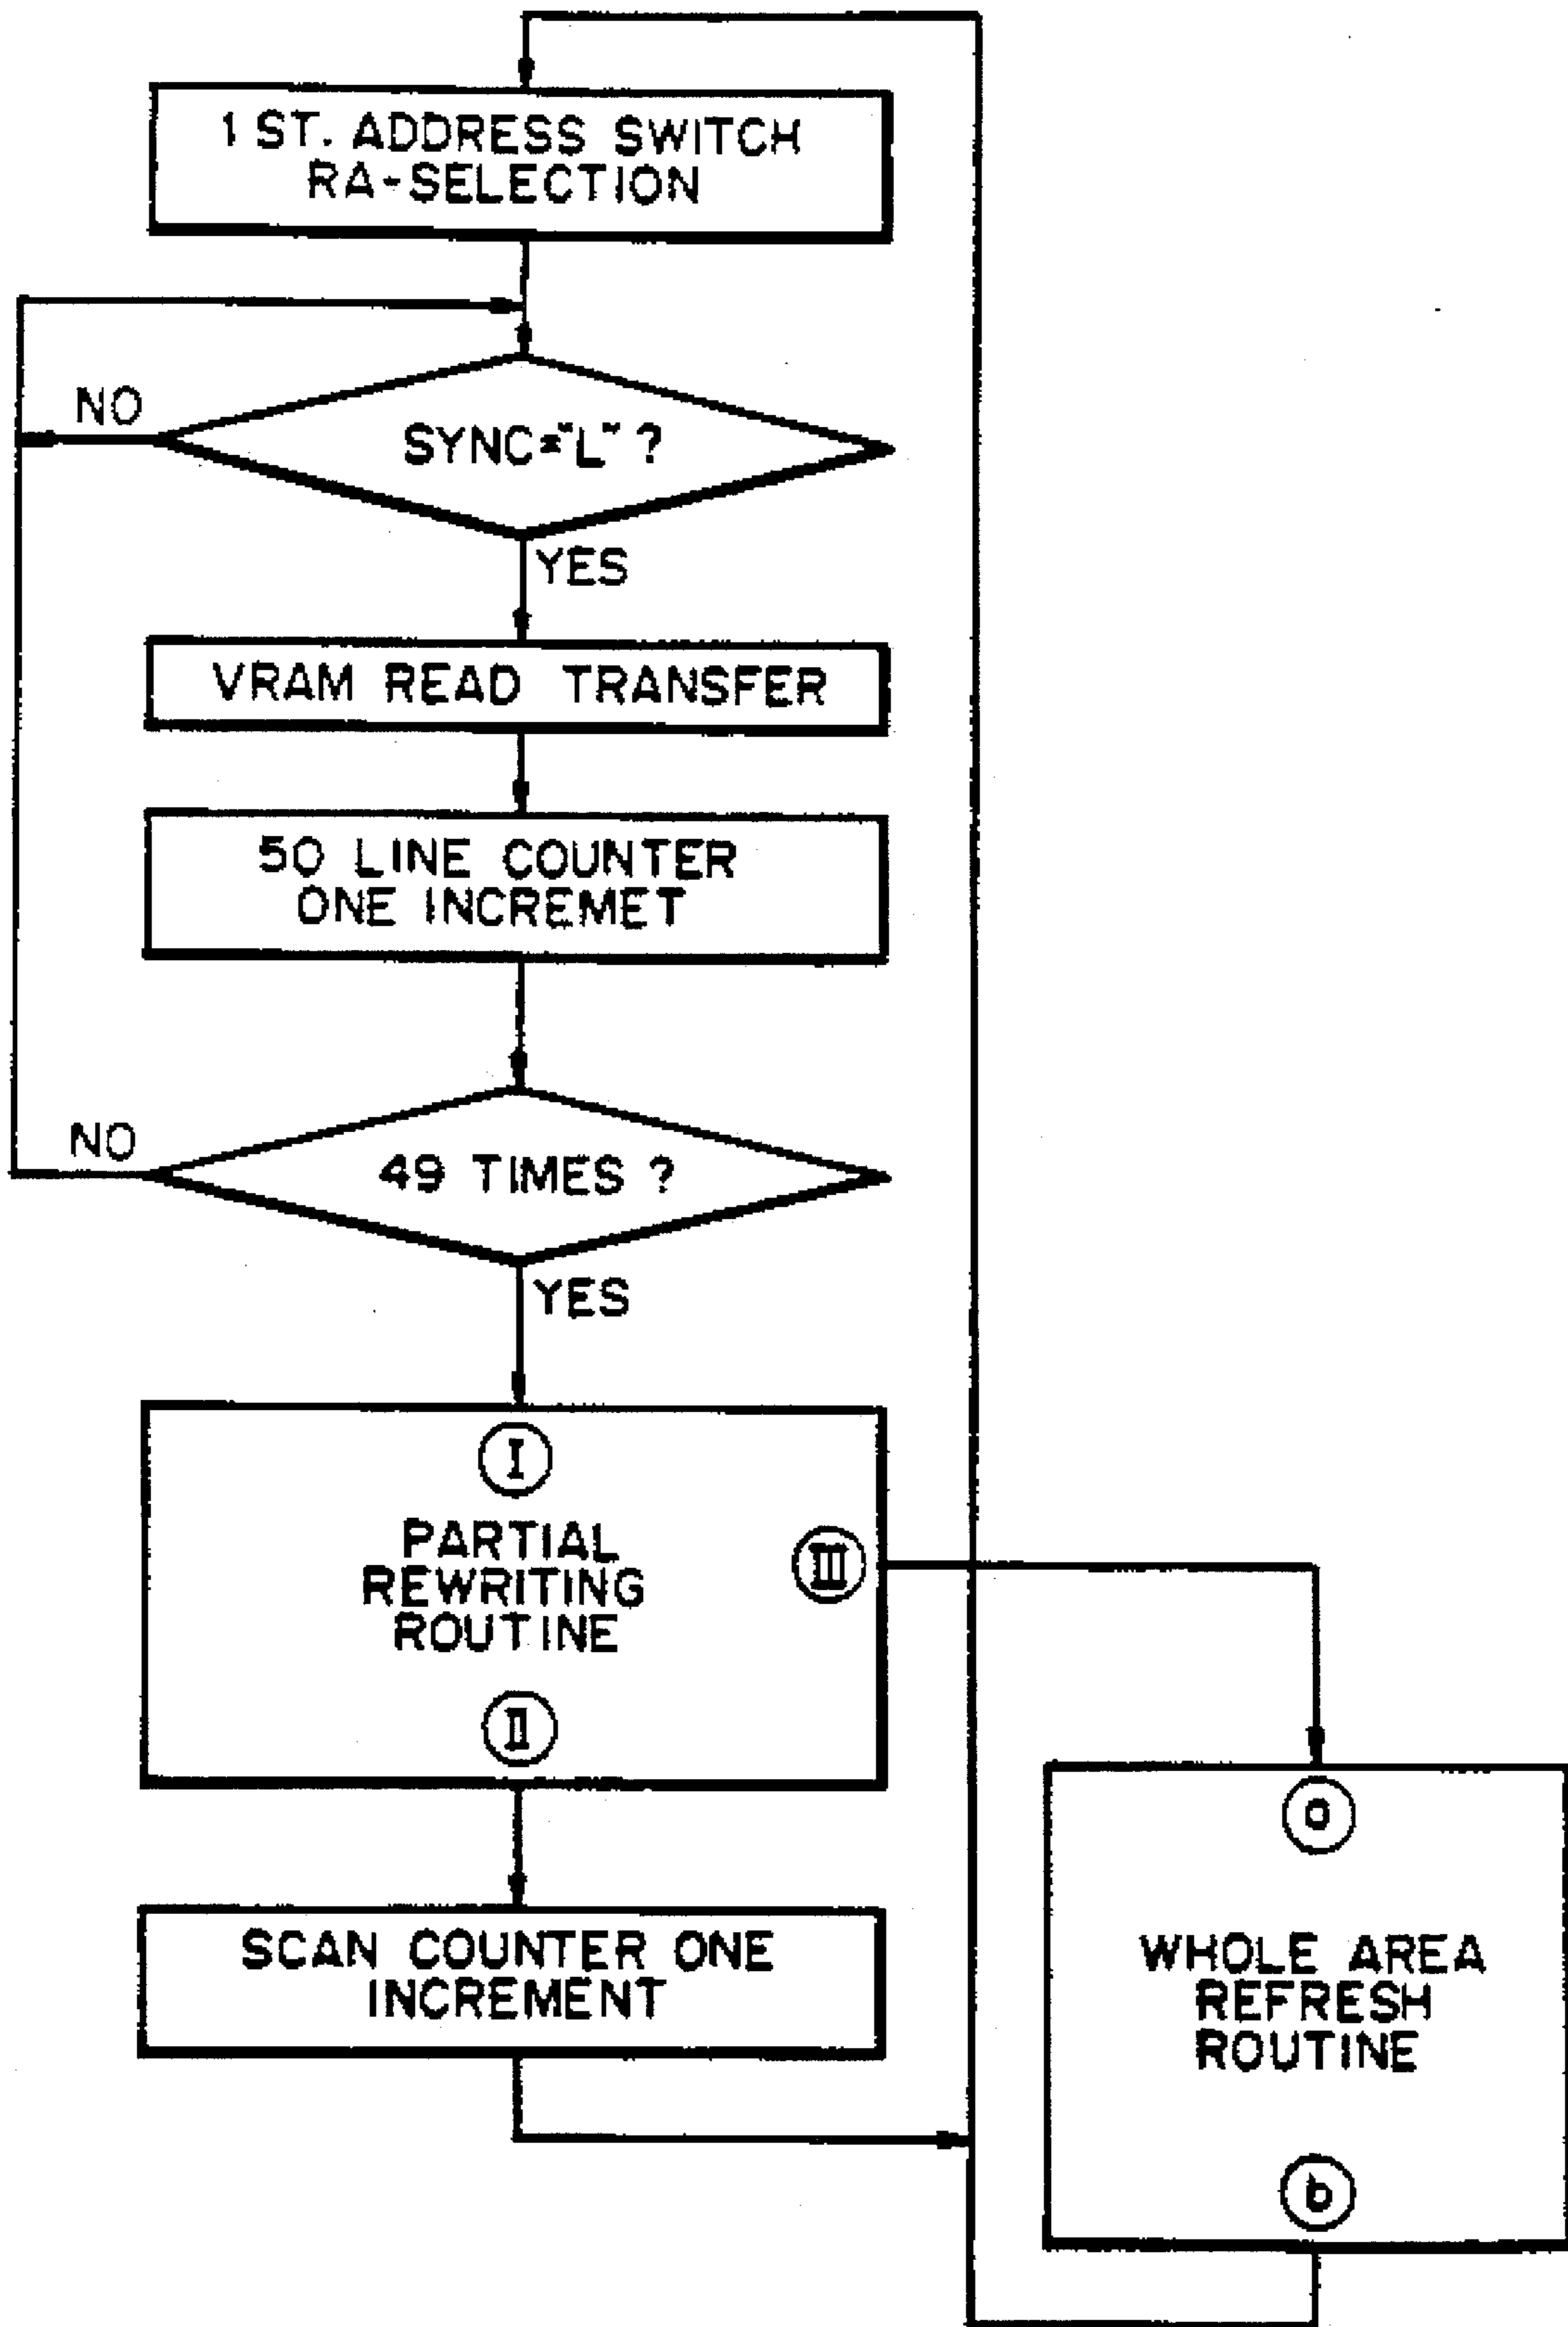 1 ST. ADDRESS SWITCH
RA-SELECTION
NO
SYNC="L" ?
YES
VRAM READ TRANSFER
50 LINE COUNTER
ONE INCREMET
NO
49 TIMES ?
YES
I
PARTIAL
REWRITING
ROUTINE
III
II
SCAN COUNTER ONE
INCREMENT
a
WHOLE AREA
REFRESH
ROUTINE
b